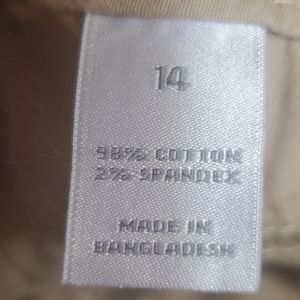 14
98% COTTON
2% SPANDEX
MADE IN
BANGLADESH